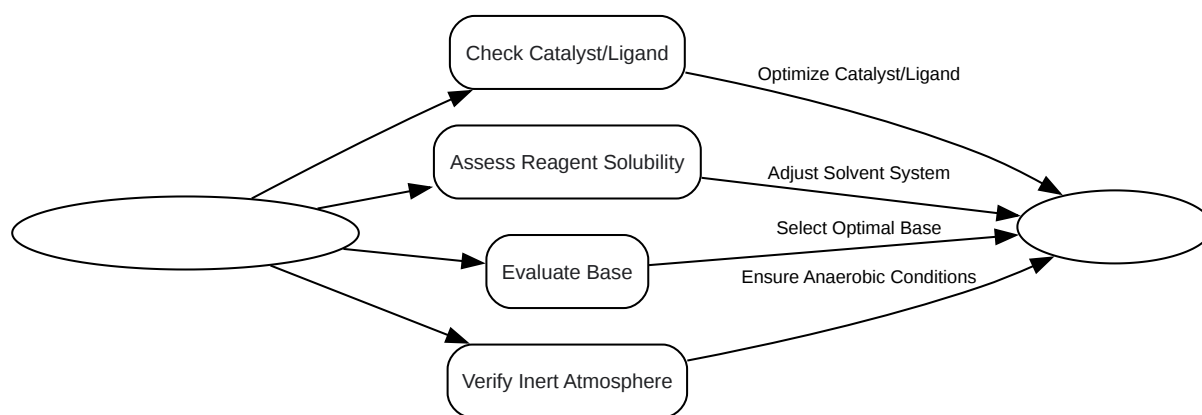 Check Catalyst/Ligand
Optimize Catalyst/Ligand
Assess Reagent Solubility
Adjust Solvent System
Evaluate Base
Select Optimal Base
Verify Inert Atmosphere
Ensure Anaerobic Conditions